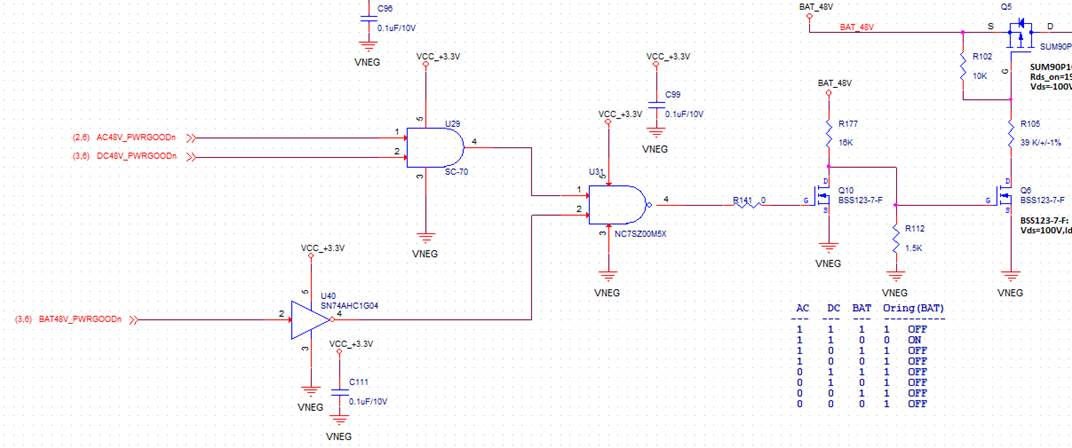 C96
0.1uF/10V
VNEG
BAT_48V
BAT_48V
Q5
S
D
G
R102
10K
SUM90P1
SUM90P1
Vds=-100V
VCC_+3.3V
VCC_+3.3V
C99
0.1uF/10V
VNEG
BAT_48V
R177
18K
R105
39 K/+/-1%
(2,6) AC48V_PWRGOODn
1
(3,6) DC48V_PWRGOODn
2
5
U29
4
SC-70
3
VNEG
VCC_+3.3V
U31
5
1
2
4
3
NC7SZ00M5X
VNEG
R141 0
G
D
S
Q10
BSS123-7-F
VNEG
R112
1.5K
VNEG
G
D
S
Q6
BSS123-7-F
BSS123-7-F:
VNEG
VCC_+3.3V
5
U40
SN74AHC1G04
(3,6) BAT48V_PWRGOODn
2
4
3
VNEG
VCC_+3.3V
C111
0.1uF/10V
VNEG
AC DC BAT Oring(BAT)
1 1 1 1 OFF
1 1 0 0 ON
1 0 1 1 OFF
1 0 0 1 OFF
0 1 1 1 OFF
0 1 0 1 OFF
0 0 1 1 OFF
0 0 0 1 OFF